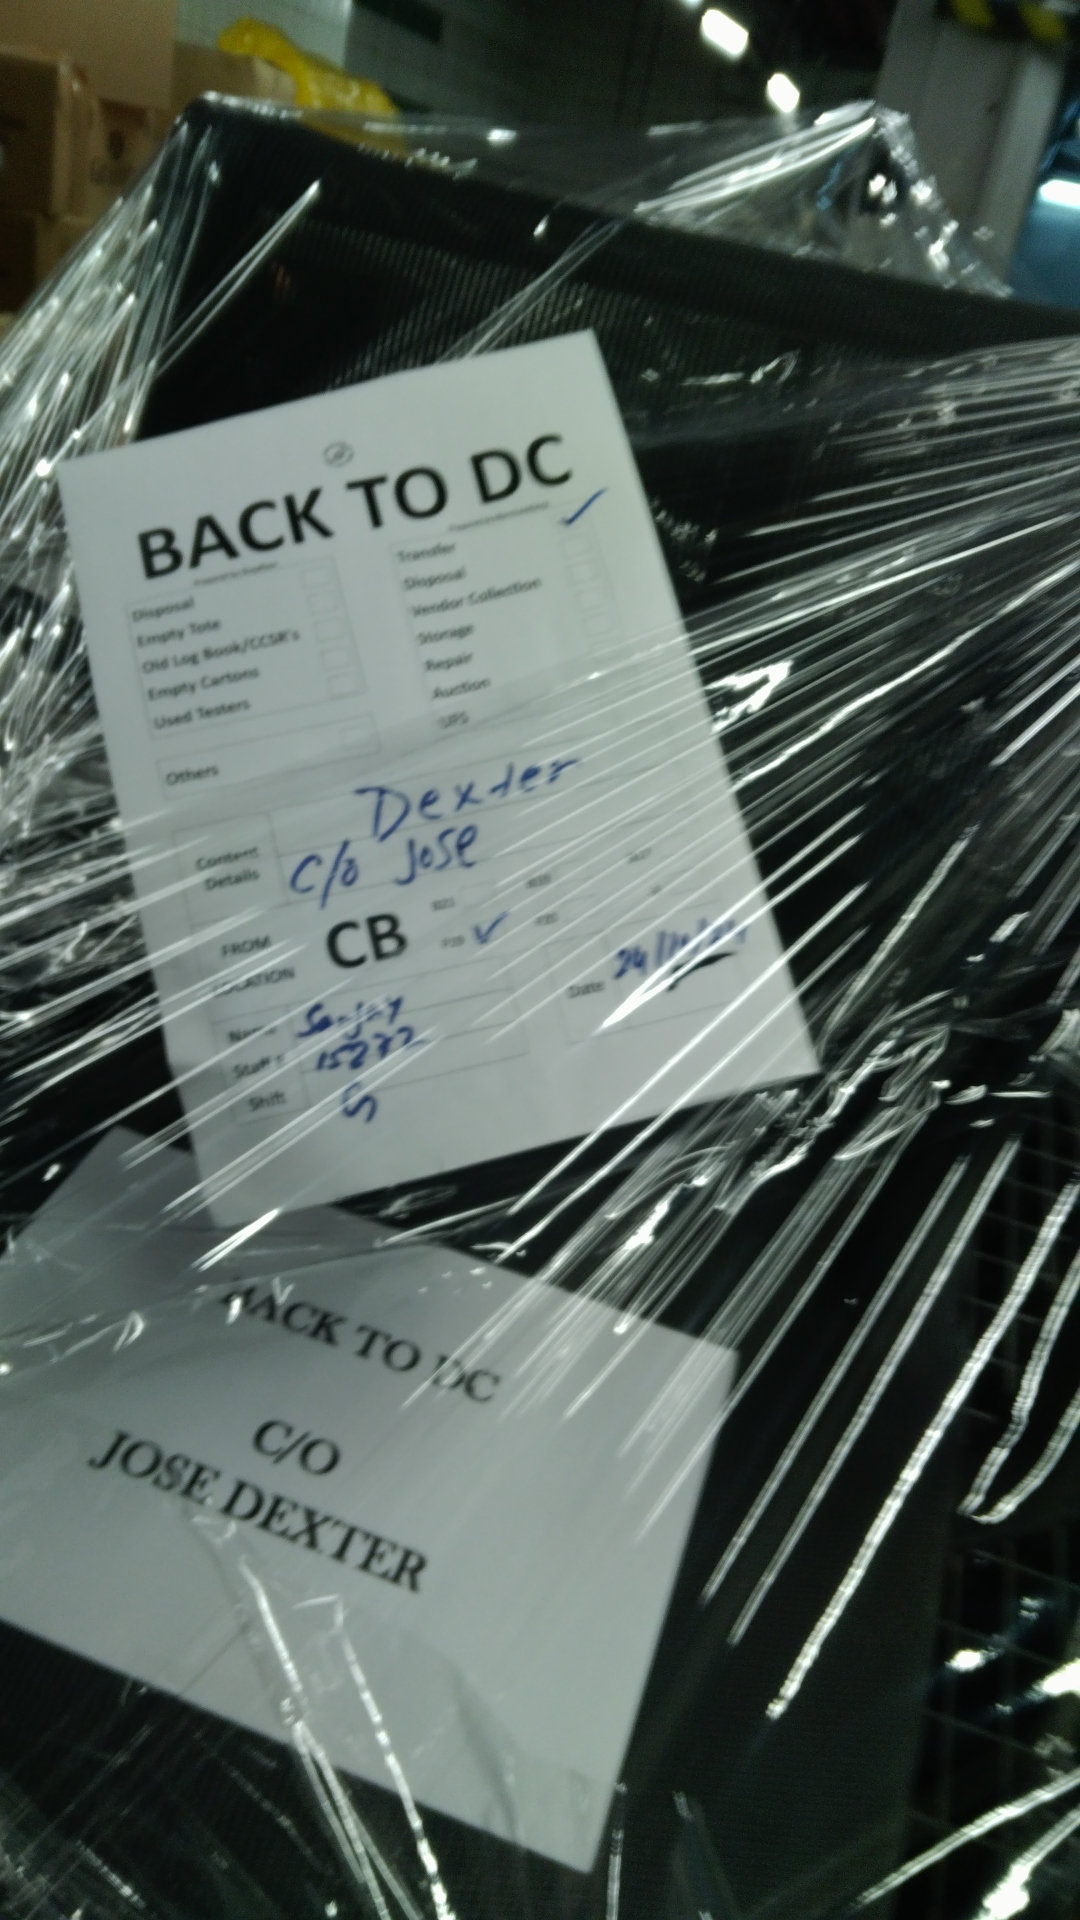 BACK TO DC
Disposal
Empty Tote
Old Log Book/CCSR's
Empty Cartons
Used Testers
Others
Transfer
Disposal
Vendor Collection
Storage
Repair
Auction
UPS
Content Details
Dexter
C/o Jose
FROM LOCATION
CB
Name Sanjay
Staff
Shift S
Date
BACK TO DC
C/O
JOSE DEXTER